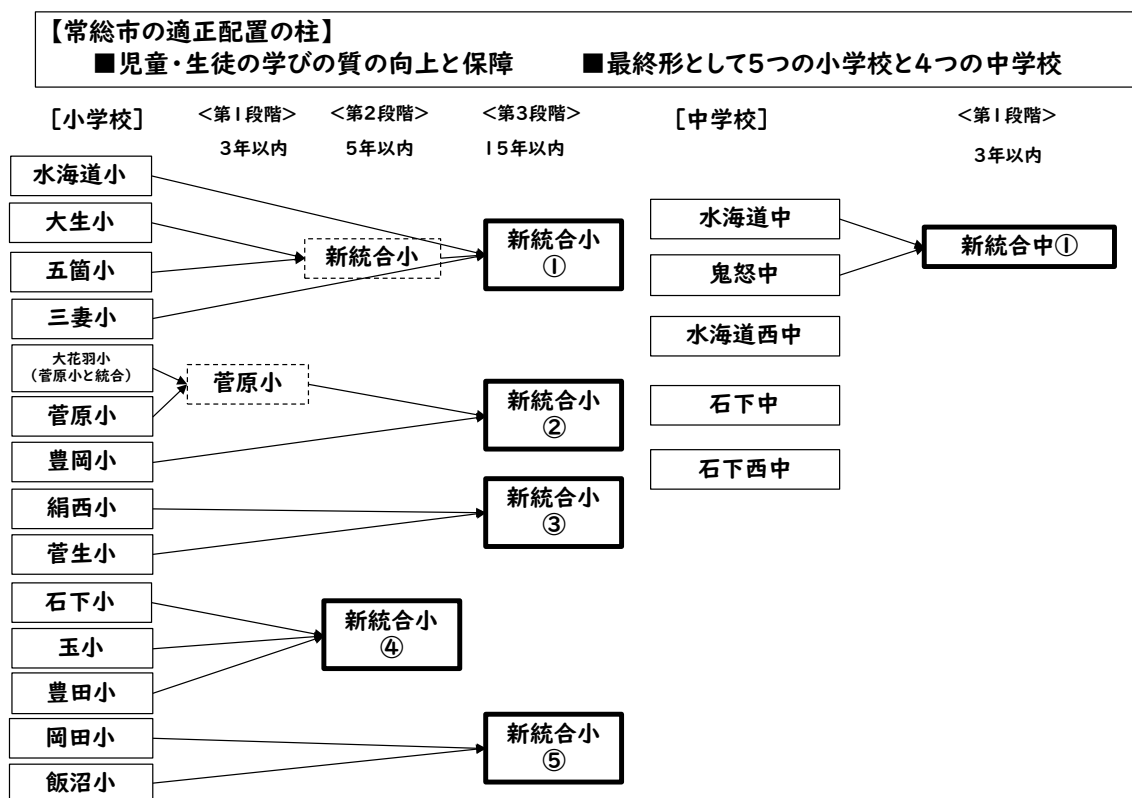 【常総市の適正配置の柱】
■児童・生徒の学びの質の向上と保障　　■最終形として5つの小学校と4つの中学校
[小学校]
<第1段階>
3年以内
<第2段階>
5年以内
<第3段階>
15年以内
水海道小
大生小
五箇小
三妻小
大花羽小
(菅原小と統合)
菅原小
豊岡小
絹西小
菅生小
石下小
玉小
豊田小
岡田小
飯沼小
菅原小
新統合小
新統合小
④
新統合小
①
新統合小
②
新統合小
③
新統合小
⑤
[中学校]
<第1段階>
3年以内
水海道中
鬼怒中
水海道西中
石下中
石下西中
新統合中①